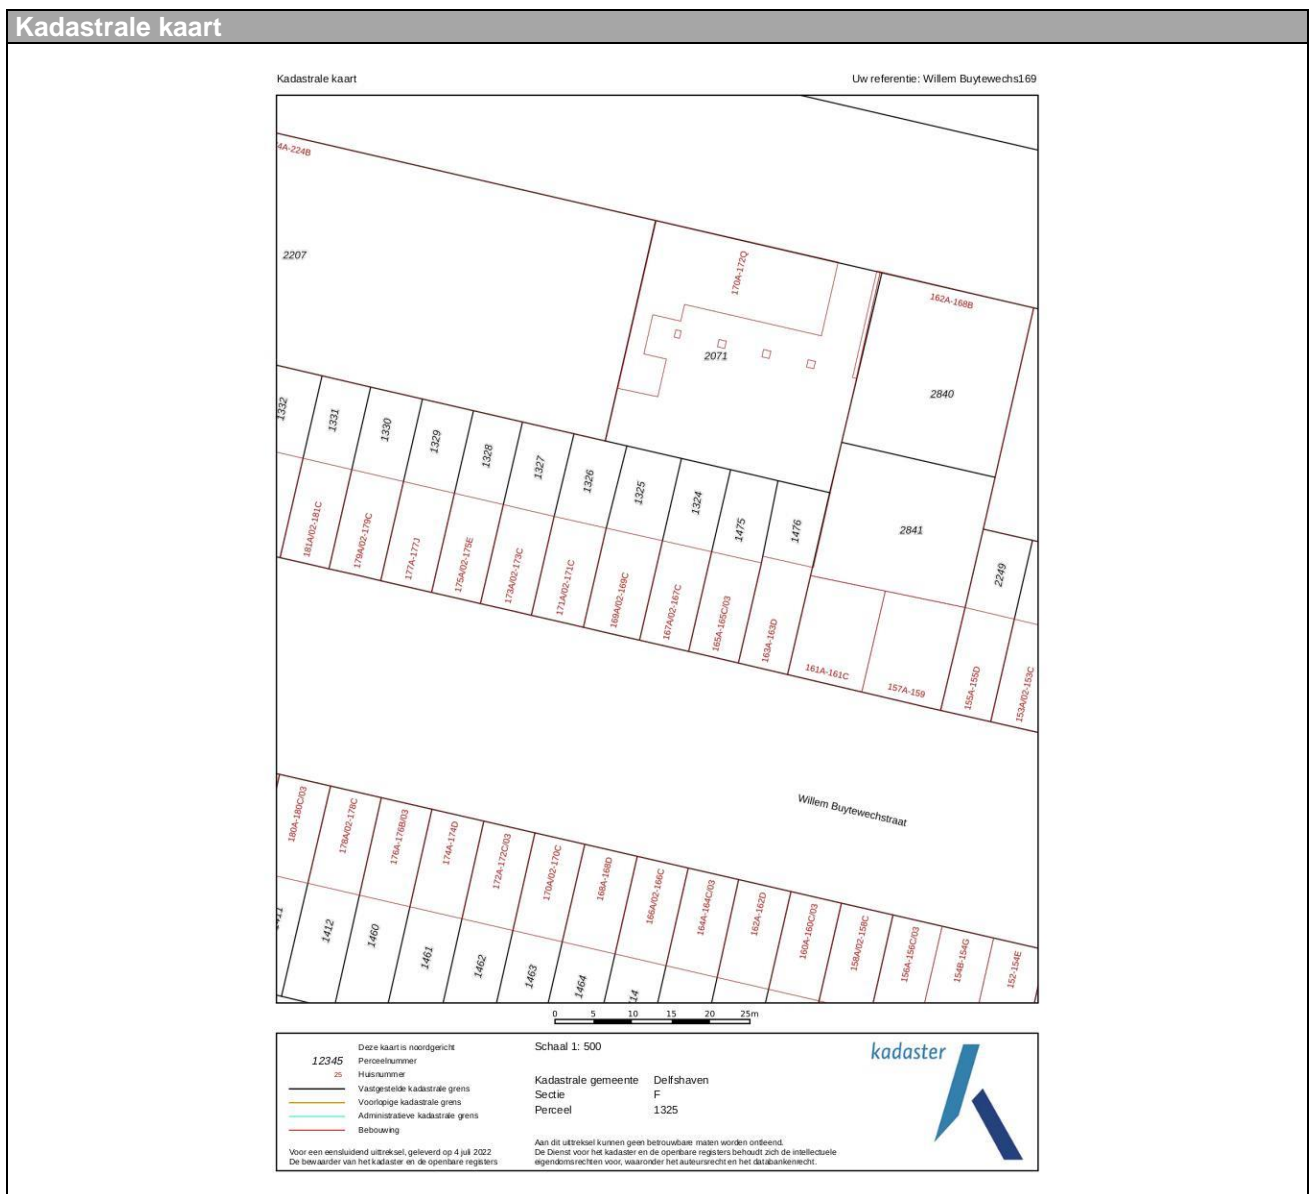 Kadastrale kaart
Kadastrale kaart
Uw referentie: Willem Buytewechs169
4A-224B
2207
170A-172Q
162A-168B
2071
2840
1332
1331
1330
1329
1328
1327
1326
1325
1324
1475
1476
2841
2249
181A/02-181C
179A/02-179C
177A-177J
175A/02-175E
173A/02-173C
171A/02-171C
169A/02-169C
167A/02-167C
165A-165C/03
163A-163D
161A-161C
157A-159
155A-155D
153A/02-153C
Willem Buytewechstraat
180A-180C/03
178A/02-178C
176A-176B/03
174A-174D
172A-172C/03
170A/02-170C
168A-168D
166A/02-166C
164A-164C/03
162A-162D
160A-160C/03
158A/02-158C
156A-156C/03
154B-154G
152-154E
1412
1460
1461
1462
1463
1464
14
0 5 10 15 20 25m
Deze kaart is noordgericht
12345 Perceelnummer
25 Huisnummer
Vastgestelde kadastrale grens
Voorlopige kadastrale grens
Administratieve kadastrale grens
Bebouwing
Voor een eensluidend uittreksel, geleverd op 4 juli 2022
De bewaarder van het kadaster en de openbare registers
Schaal 1: 500
Kadastrale gemeente Delfshaven
Sectie F
Perceel 1325
Aan dit uittreksel kunnen geen betrouwbare maten worden ontleend.
De Dienst voor het kadaster en de openbare registers behoudt zich de intellectuele
eigendomsrechten voor, waaronder het auteursrecht en het databankenrecht.
kadaster